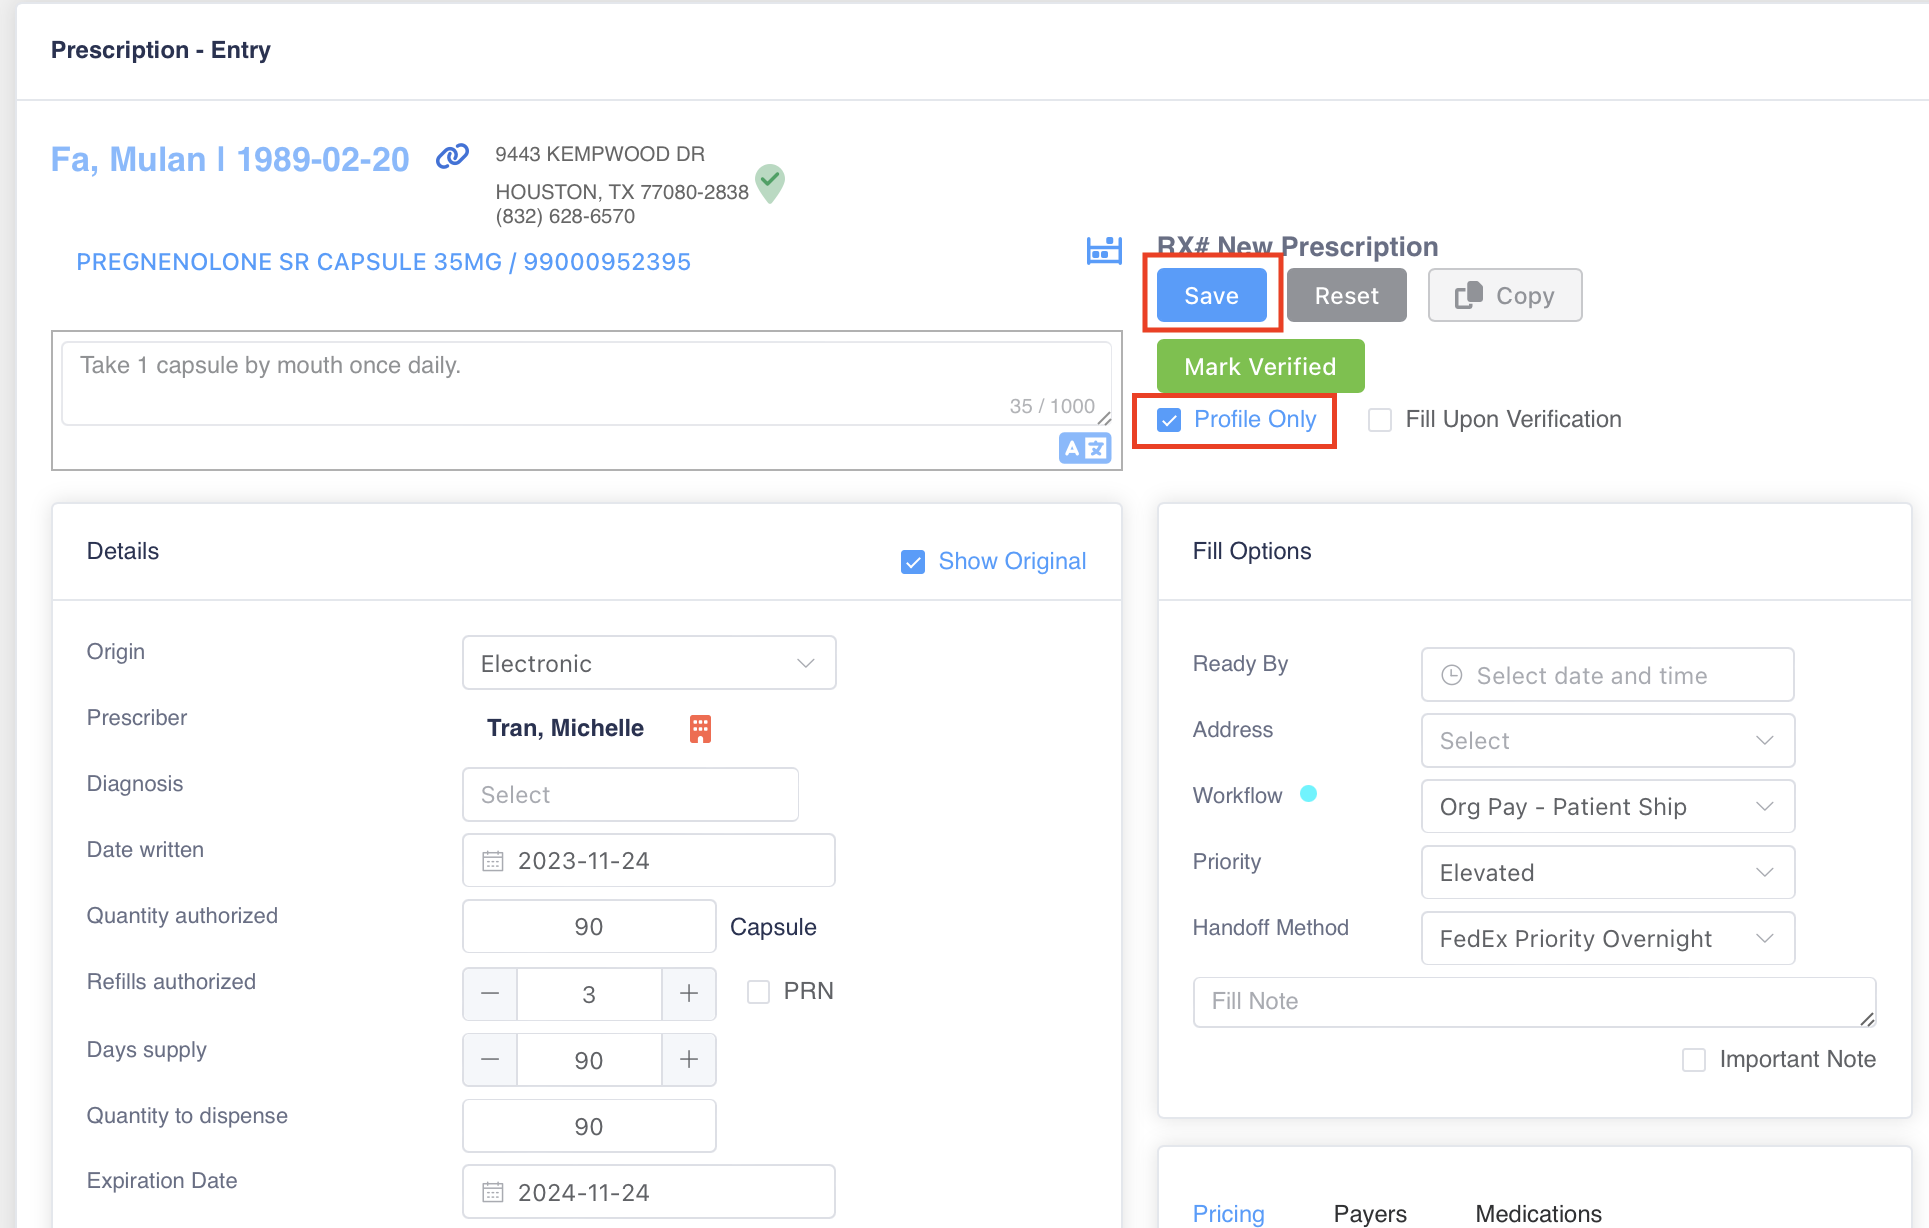 Prescription - Entry
Fa, Mulan | 1989-02-20
9443 KEMPWOOD DR
HOUSTON, TX 77080-2838
(832) 628-6570
PREGNENOLONE SR CAPSULE 35MG / 99000952395
RX# New Prescription
Save
Reset
Copy
Take 1 capsule by mouth once daily.
35 / 1000
A
Mark Verified
Profile Only
Fill Upon Verification
Details
Show Original
Origin
Electronic
Prescriber
Tran, Michelle
Diagnosis
Select
Date written
2023-11-24
Quantity authorized
90
Capsule
Refills authorized
3
PRN
Days supply
90
Quantity to dispense
90
Expiration Date
2024-11-24
Fill Options
Ready By
Select date and time
Address
Select
Workflow
Org Pay - Patient Ship
Priority
Elevated
Handoff Method
FedEx Priority Overnight
Fill Note
Important Note
Pricing
Payers
Medications